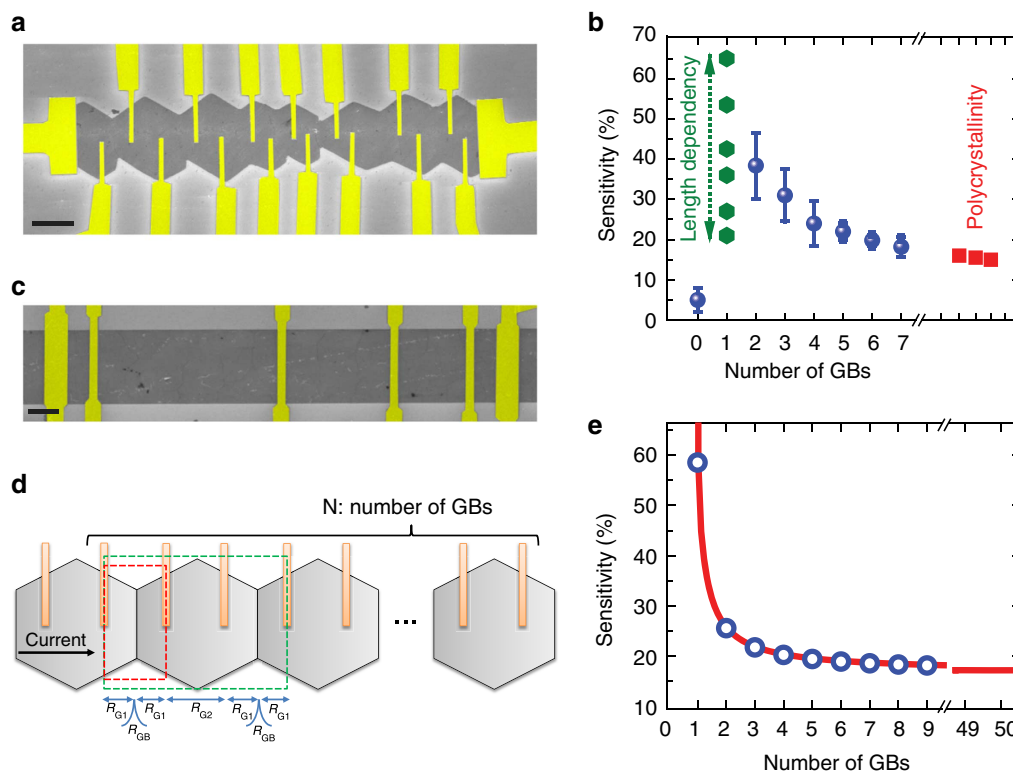 a
b
70
60
50
40
30
20
10
0
Sensitivity (%)
Length dependency
Polycrystallinity
0 1 2 3 4 5 6 7
Number of GBs
c
d
N: number of GBs
Current
...
R_G1 R_G1 R_G2 R_G1 R_G1
R_GB R_GB
e
60
50
40
30
20
10
Sensitivity (%)
0 1 2 3 4 5 6 7 8 9 49 50
Number of GBs